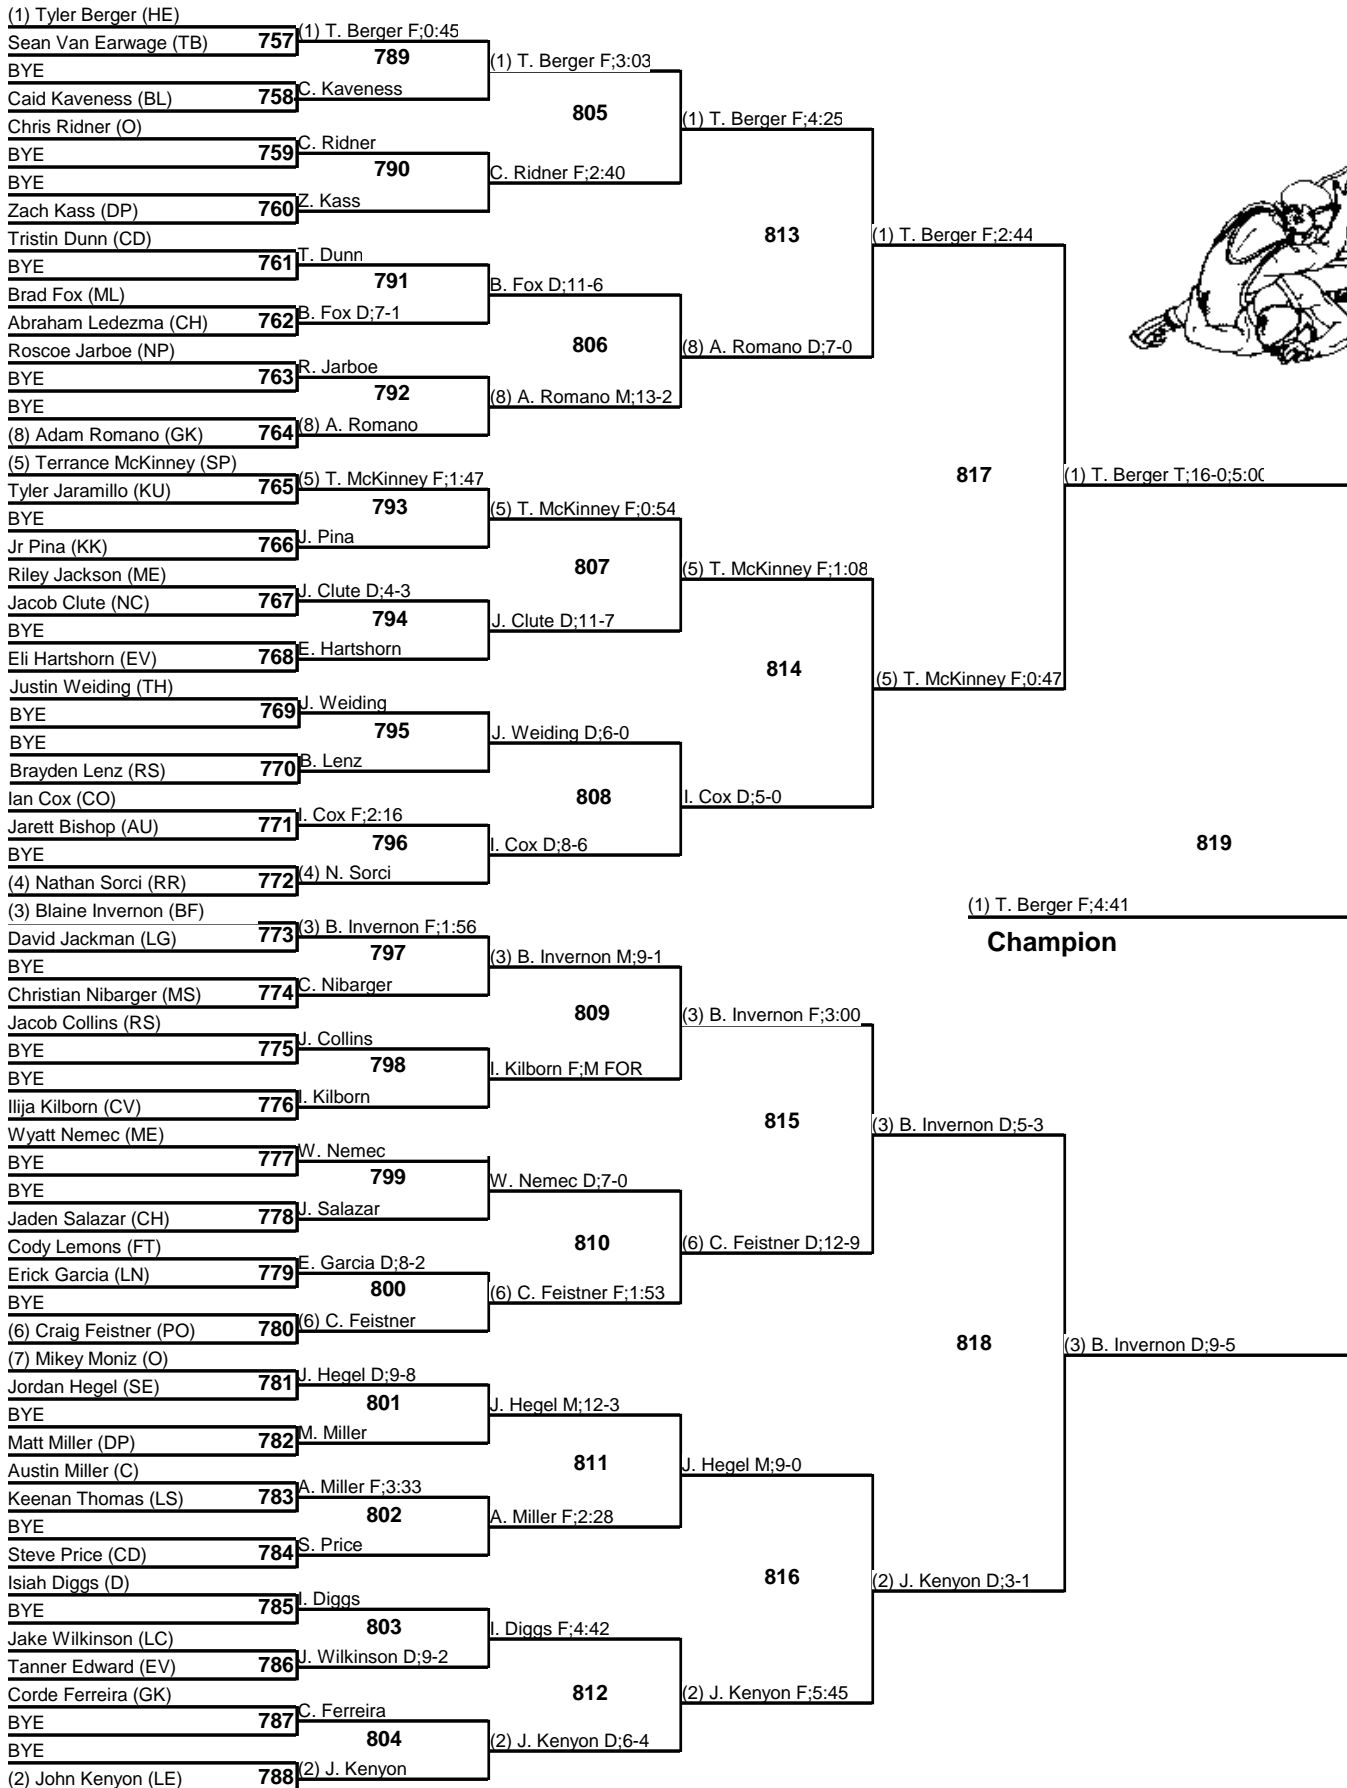 (1) Tyler Berger (HE)
Sean Van Earwage (TB) 757
BYE
Caid Kaveness (BL) 758
Chris Ridner (O)
BYE 759
BYE
Zach Kass (DP) 760
Tristin Dunn (CD)
BYE 761
Brad Fox (ML)
Abraham Ledezma (CH) 762
Roscoe Jarboe (NP)
BYE 763
BYE
(8) Adam Romano (GK) 764
(5) Terrance McKinney (SP)
Tyler Jaramillo (KU) 765
BYE
Jr Pina (KK) 766
Riley Jackson (ME)
Jacob Clute (NC) 767
BYE
Eli Hartshorn (EV) 768
Justin Weiding (TH)
BYE 769
BYE
Brayden Lenz (RS) 770
Ian Cox (CO)
Jarett Bishop (AU) 771
BYE
(4) Nathan Sorci (RR) 772
(3) Blaine Invernon (BF)
David Jackman (LG) 773
BYE
Christian Nibarger (MS) 774
Jacob Collins (RS)
BYE 775
BYE
Ilija Kilborn (CV) 776
Wyatt Nemec (ME)
BYE 777
BYE
Jaden Salazar (CH) 778
Cody Lemons (FT)
Erick Garcia (LN) 779
BYE
(6) Craig Feistner (PO) 780
(7) Mikey Moniz (O)
Jordan Hegel (SE) 781
BYE
Matt Miller (DP) 782
Austin Miller (C)
Keenan Thomas (LS) 783
BYE
Steve Price (CD) 784
Isiah Diggs (D)
BYE 785
Jake Wilkinson (LC)
Tanner Edward (EV) 786
Corde Ferreira (GK)
BYE 787
BYE
(2) John Kenyon (LE) 788
(1) T. Berger F;0:45
789
C. Kaveness
C. Ridner
790
Z. Kass
T. Dunn
791
B. Fox D;7-1
R. Jarboe
792
(8) A. Romano
(5) T. McKinney F;1:47
793
J. Pina
J. Clute D;4-3
794
E. Hartshorn
J. Weiding
795
B. Lenz
I. Cox F;2:16
796
(4) N. Sorci
(3) B. Invernon F;1:56
797
C. Nibarger
J. Collins
798
I. Kilborn
W. Nemec
799
J. Salazar
E. Garcia D;8-2
800
(6) C. Feistner
J. Hegel D;9-8
801
M. Miller
A. Miller F;3:33
802
S. Price
I. Diggs
803
J. Wilkinson D;9-2
C. Ferreira
804
(2) J. Kenyon
(1) T. Berger F;3:03
805
C. Ridner F;2:40
B. Fox D;11-6
806
(8) A. Romano M;13-2
(5) T. McKinney F;0:54
807
J. Clute D;11-7
J. Weiding D;6-0
808
I. Cox D;8-6
(3) B. Invernon M;9-1
809
I. Kilborn F;M FOR
W. Nemec D;7-0
810
(6) C. Feistner F;1:53
J. Hegel M;12-3
811
A. Miller F;2:28
I. Diggs F;4:42
812
(2) J. Kenyon D;6-4
(1) T. Berger F;4:25
813
(8) A. Romano D;7-0
(5) T. McKinney F;1:08
814
I. Cox D;5-0
(3) B. Invernon F;3:00
815
(6) C. Feistner D;12-9
J. Hegel M;9-0
816
(2) J. Kenyon F;5:45
(1) T. Berger F;2:44
817
(5) T. McKinney F;0:47
(3) B. Invernon D;5-3
818
(2) J. Kenyon D;3-1
(1) T. Berger T;16-0;5:00
819
(3) B. Invernon D;9-5
(1) T. Berger F;4:41
Champion